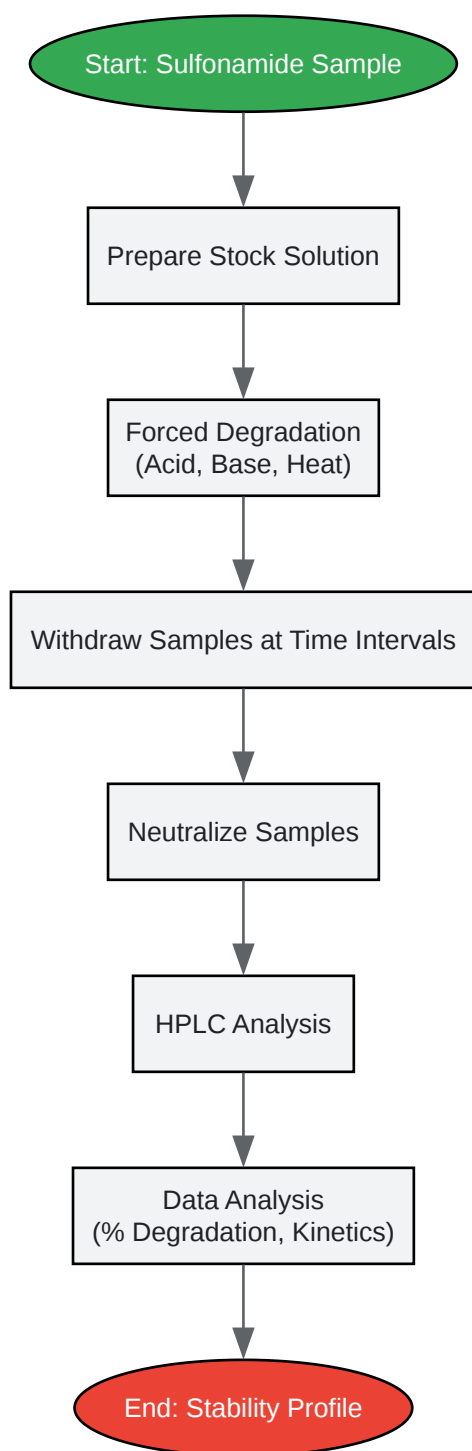 Start: Sulfonamide Sample
Prepare Stock Solution
Forced Degradation
(Acid, Base, Heat)
Withdraw Samples at Time Intervals
Neutralize Samples
HPLC Analysis
Data Analysis
(% Degradation, Kinetics)
End: Stability Profile